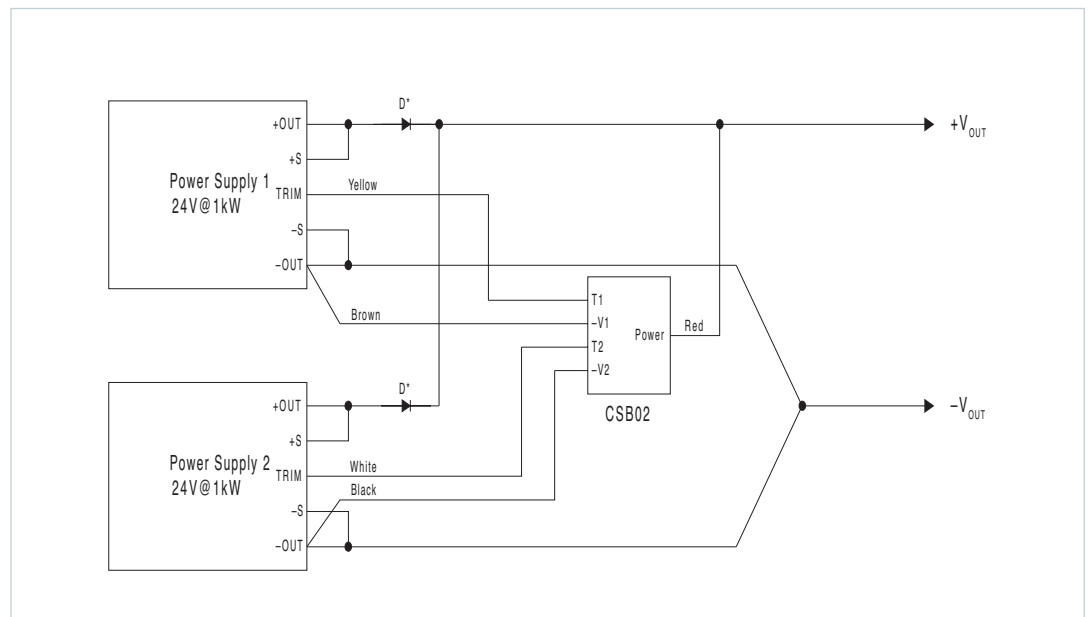 D*
+OUT
+V_OUT
+S
Power Supply 1
24V@1kW
TRIM
Yellow
–S
–OUT
Brown
T1
–V1
T2
–V2
Power
Red
CSB02
D*
+OUT
–V_OUT
+S
Power Supply 2
24V@1kW
TRIM
White
Black
–S
–OUT